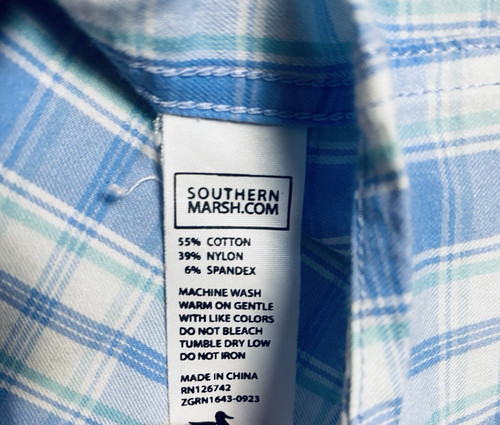 SOUTHERN
MARSH.COM
55% COTTON
39% NYLON
6% SPANDEX
MACHINE WASH
WARM ON GENTLE
WITH LIKE COLORS
DO NOT BLEACH
TUMBLE DRY LOW
DO NOT IRON
MADE IN CHINA
RN126742
ZGRN1643-0923